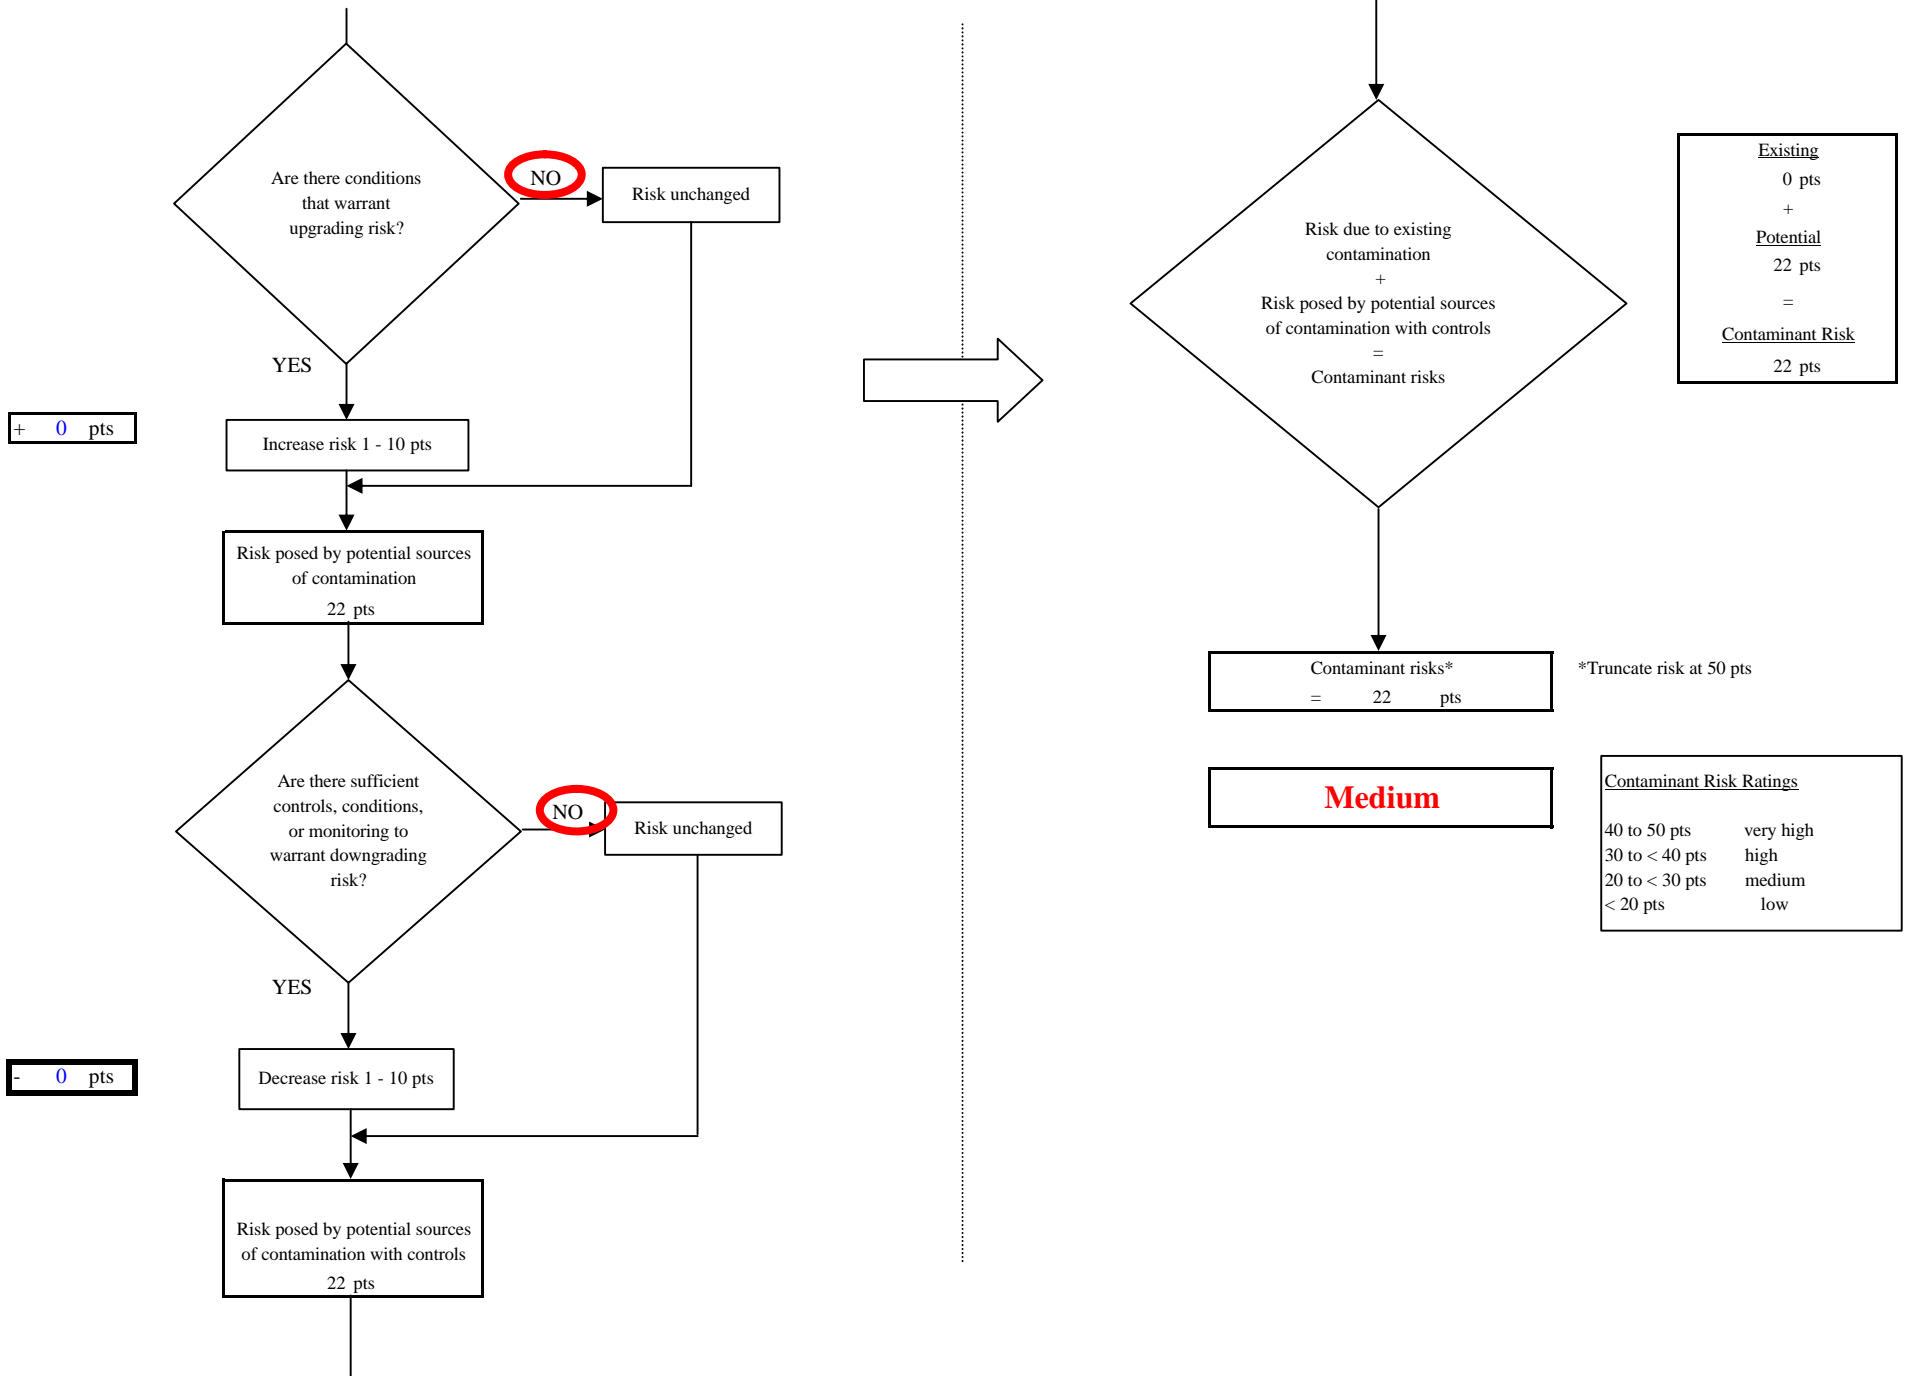 Are there conditions
that warrant
upgrading risk?
NO
Risk unchanged
YES
+ 0 pts
Increase risk 1 - 10 pts
Risk posed by potential sources
of contamination
22 pts
Are there sufficient
controls, conditions,
or monitoring to
warrant downgrading
risk?
NO
Risk unchanged
YES
- 0 pts
Decrease risk 1 - 10 pts
Risk posed by potential sources
of contamination with controls
22 pts
Risk due to existing
contamination
+
Risk posed by potential sources
of contamination with controls
=
Contaminant risks
Existing
0 pts
+
Potential
22 pts
=
Contaminant Risk
22 pts
Contaminant risks*
= 22 pts
*Truncate risk at 50 pts
Medium
Contaminant Risk Ratings
40 to 50 pts very high
30 to < 40 pts high
20 to < 30 pts medium
< 20 pts low